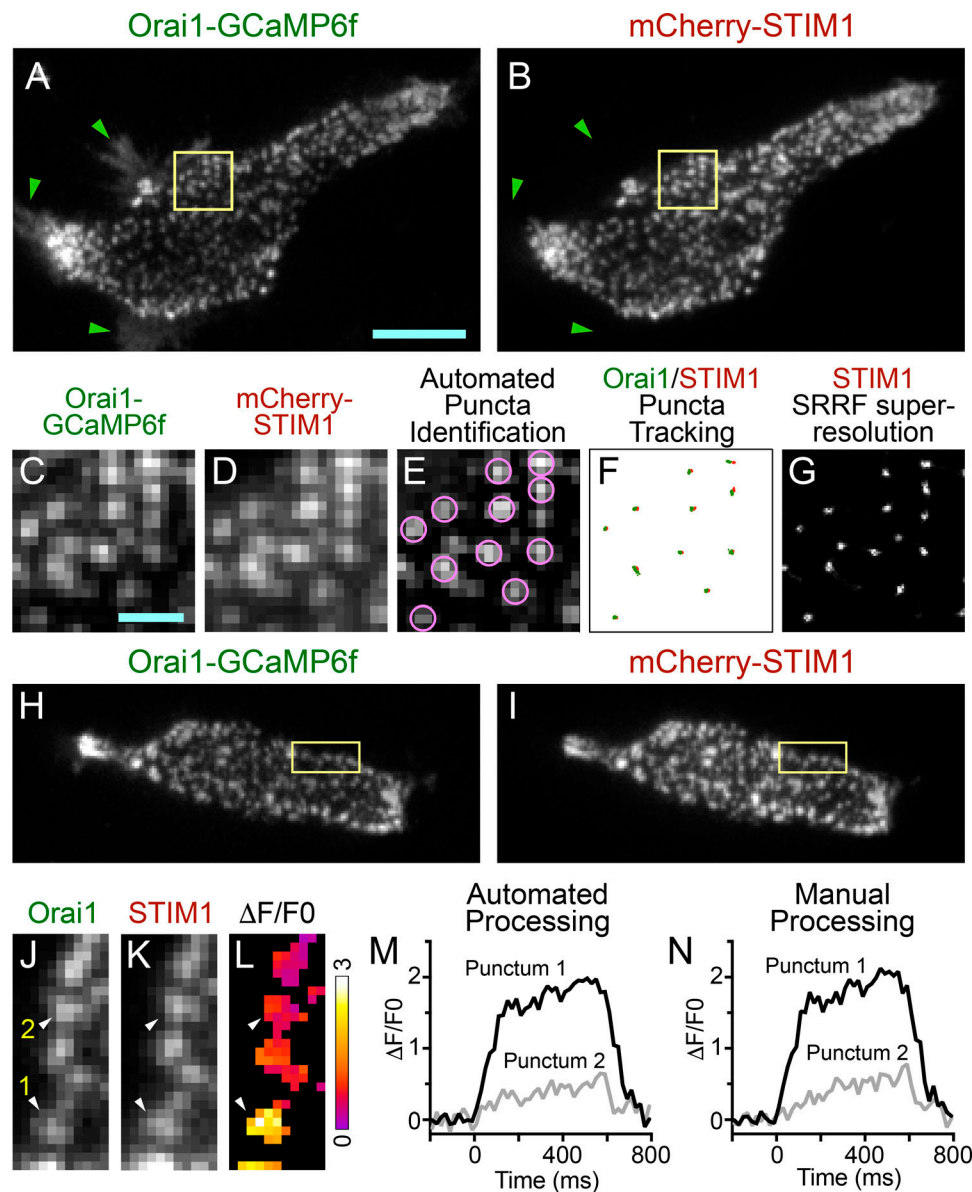 Orai1-GCaMP6f
mCherry-STIM1
A
B
Orai1-
GCaMP6f
mCherry-
STIM1
Automated
Puncta
Identification
Orai1/STIM1
Puncta
Tracking
STIM1
SRRF super-
resolution
C
D
E
F
G
Orai1-GCaMP6f
mCherry-STIM1
H
I
Orai1
STIM1
ΔF/F0
Automated
Processing
Manual
Processing
J
2
1
K
L
3
0
M
ΔF/F0
2
1
0
Punctum 1
Punctum 2
0
400
800
Time (ms)
N
ΔF/F0
2
1
0
Punctum 1
Punctum 2
0
400
800
Time (ms)